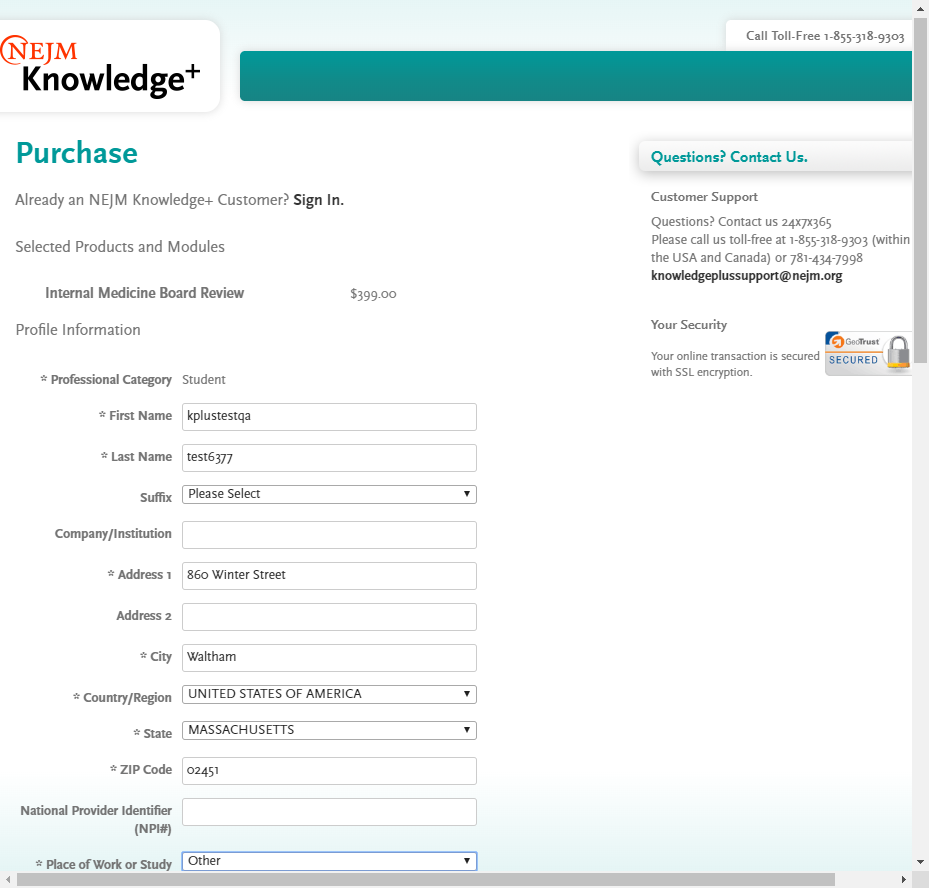 Call Toll-Free 1-855-318-9303
NEJM
Knowledge+
Purchase
Already an NEJM Knowledge+ Customer? Sign In.
Selected Products and Modules
Internal Medicine Board Review $399.00
Profile Information
* Professional Category Student
* First Name kplustestqa
* Last Name test6377
Suffix Please Select
Company/Institution
* Address 1 860 Winter Street
Address 2
* City Waltham
* Country/Region UNITED STATES OF AMERICA
* State MASSACHUSETTS
* ZIP Code 02451
National Provider Identifier
(NPI#)
* Place of Work or Study Other
Questions? Contact Us.
Customer Support
Questions? Contact us 24x7x365
Please call us toll-free at 1-855-318-9303 (within
the USA and Canada) or 781-434-7998
knowledgeplussupport@nejm.org
Your Security
Your online transaction is secured
with SSL encryption.
GeoTrust
SECURED